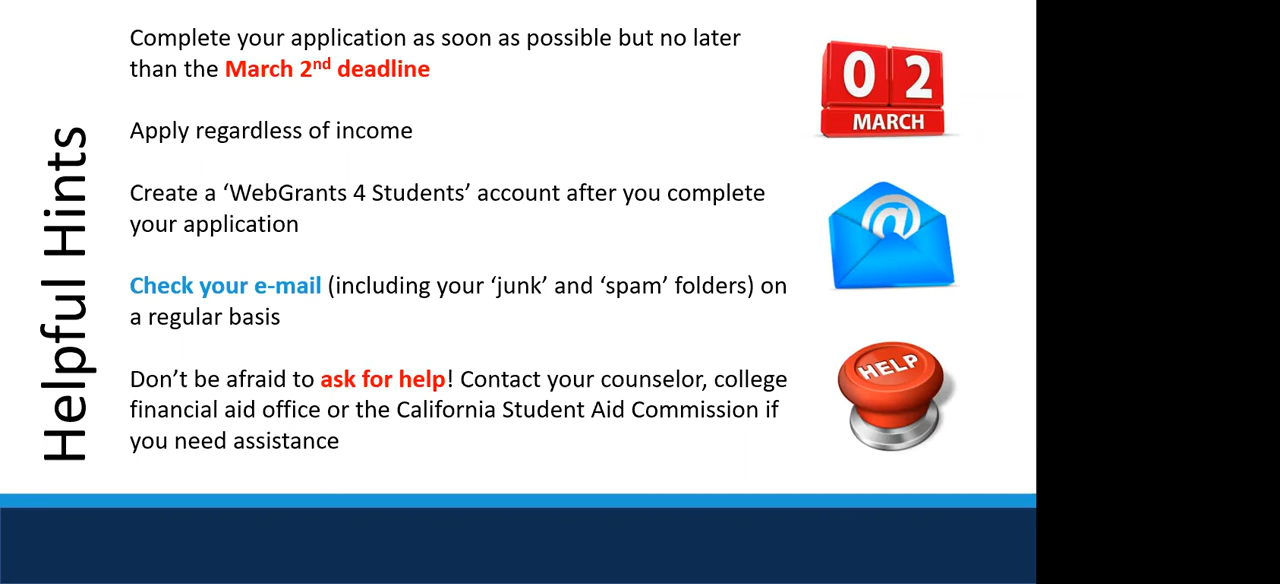 Helpful Hints
Complete your application as soon as possible but no later
than the March 2nd deadline
Apply regardless of income
Create a ‘WebGrants 4 Students’ account after you complete
your application
Check your e-mail (including your ‘junk’ and ‘spam’ folders) on
a regular basis
Don’t be afraid to ask for help! Contact your counselor, college
financial aid office or the California Student Aid Commission if
you need assistance
0 2
MARCH
@
HELP